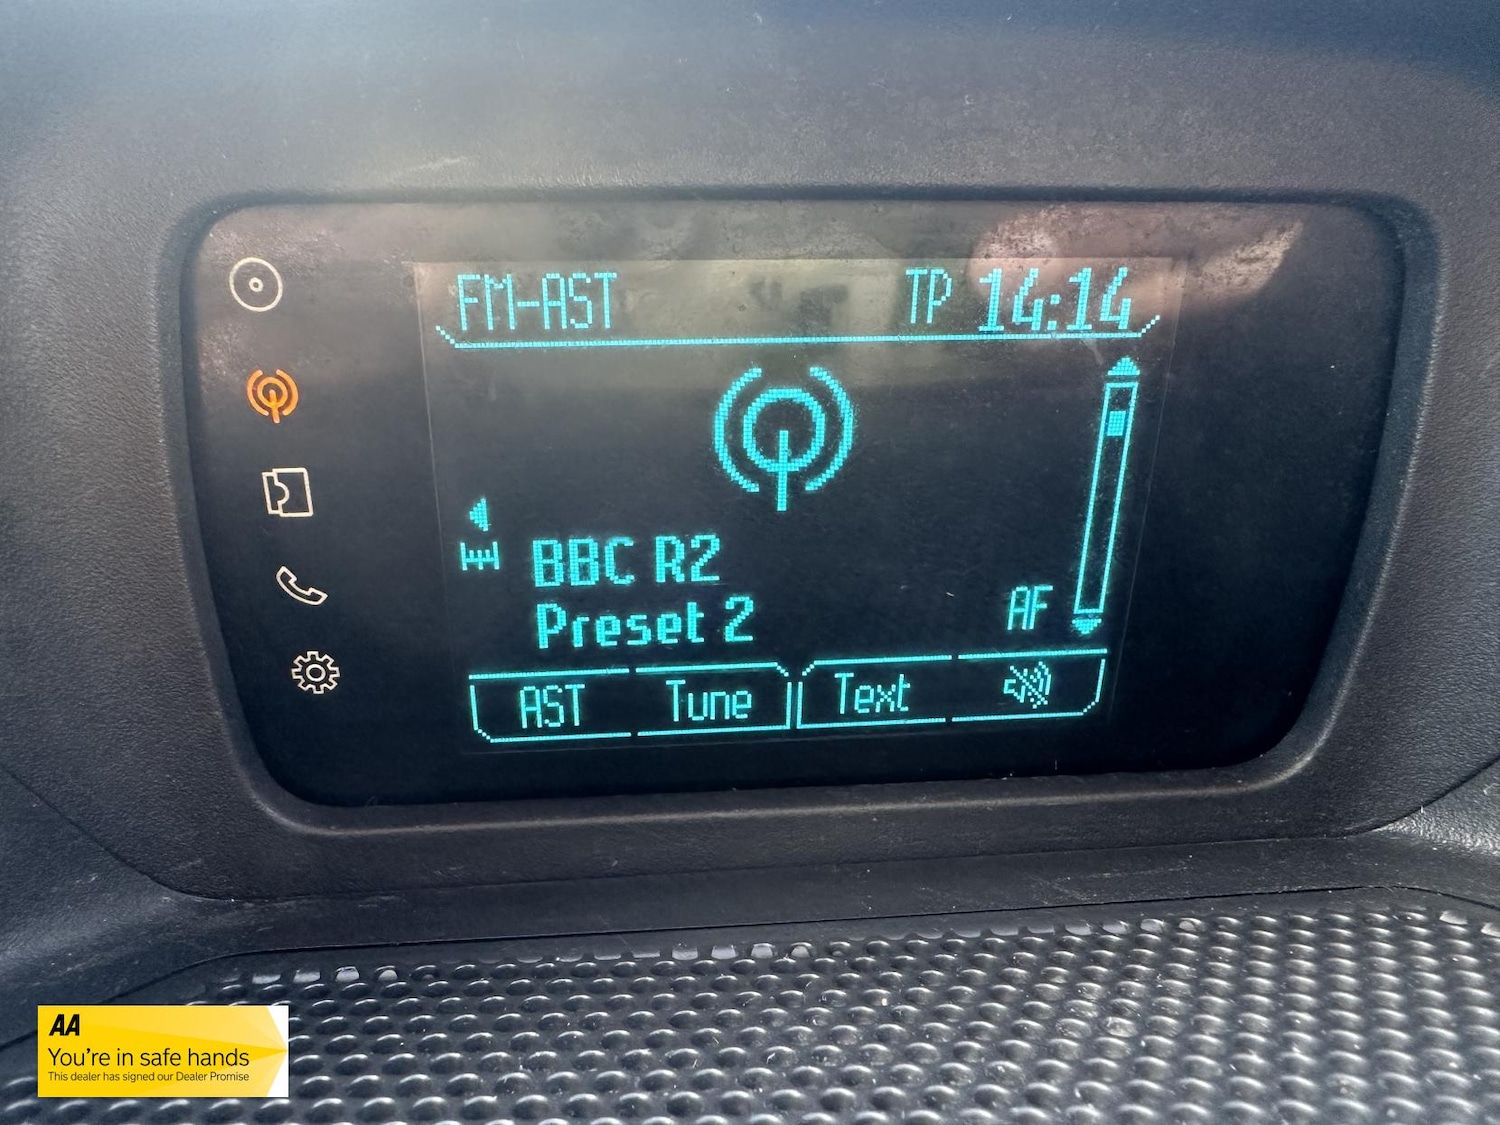 FM-AST TP 14:14
BBC R2
Preset 2
AF
AST Tune Text
AA
You're in safe hands
This dealer has signed our Dealer Promise